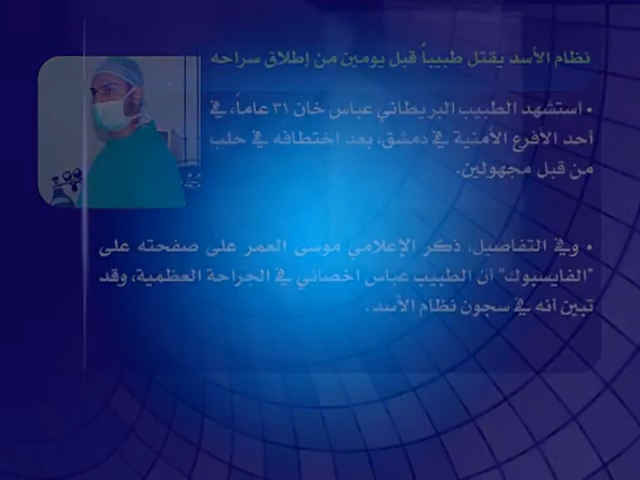 نظام الأسد يقتل طبيباً قبل يومين من إطلاق سراحه
• استشهد الطبيب البريطاني عباس خان ٣١ عاماً، في
أحد الأفرع الأمنية في دمشق، بعد اختطافه في حلب
من قبل مجهولين.
• وفي التفاصيل، ذكر الإعلامي موسى العمر على صفحته على
"الفايسبوك" أن الطبيب عباس اخصائي في الجراحة العظمية، وقد
تبين أنه في سجون نظام الأسد.